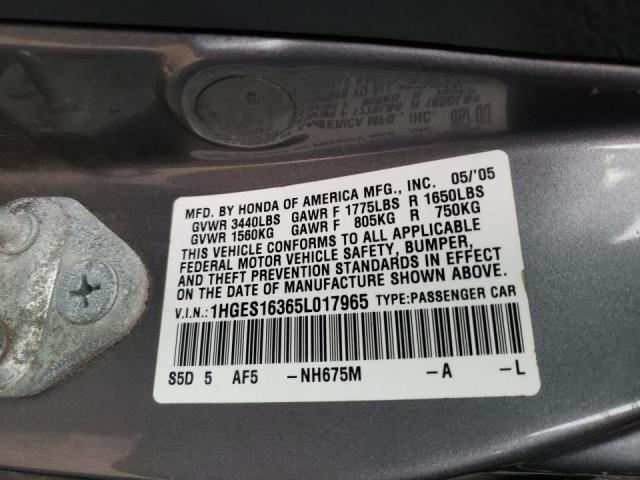 MFD. BY HONDA OF AMERICA MFG., INC. 05/'05
GVWR 3440LBS GAWR F 1775LBS R 1650LBS
GVWR 1560KG GAWR F 805KG R 750KG
THIS VEHICLE CONFORMS TO ALL APPLICABLE
FEDERAL MOTOR VEHICLE SAFETY, BUMPER,
AND THEFT PREVENTION STANDARDS IN EFFECT
ON THE DATE OF MANUFACTURE SHOWN ABOVE.
V.I.N.: 1HGES16365L017965 TYPE:PASSENGER CAR
S5D 5 AF5 -NH675M -A -L